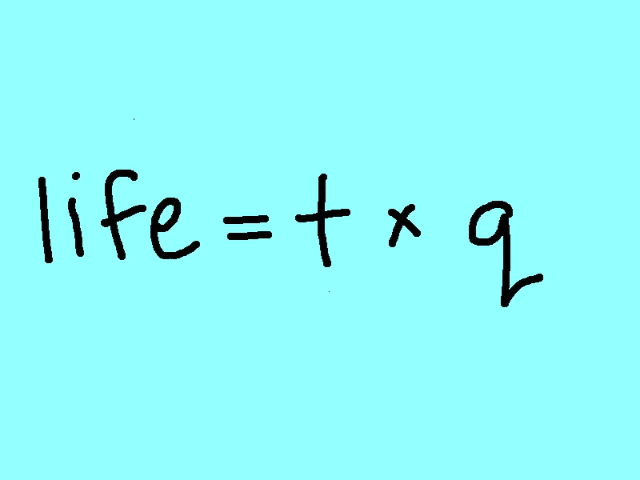 life = t × q